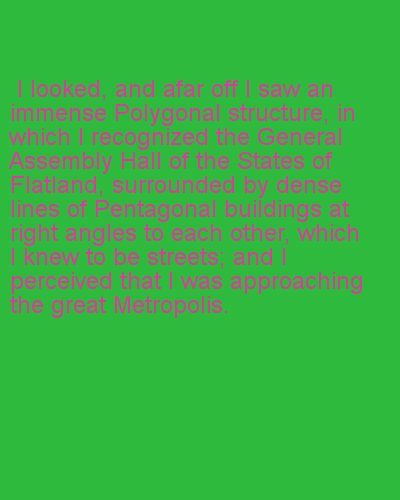 I looked, and afar off I saw an
immense Polygonal structure, in
which I recognized the General
Assembly Hall of the States of
Flatland, surrounded by dense
lines of Pentagonal buildings at
right angles to each other, which
I knew to be streets; and I
perceived that I was approaching
the great Metropolis.